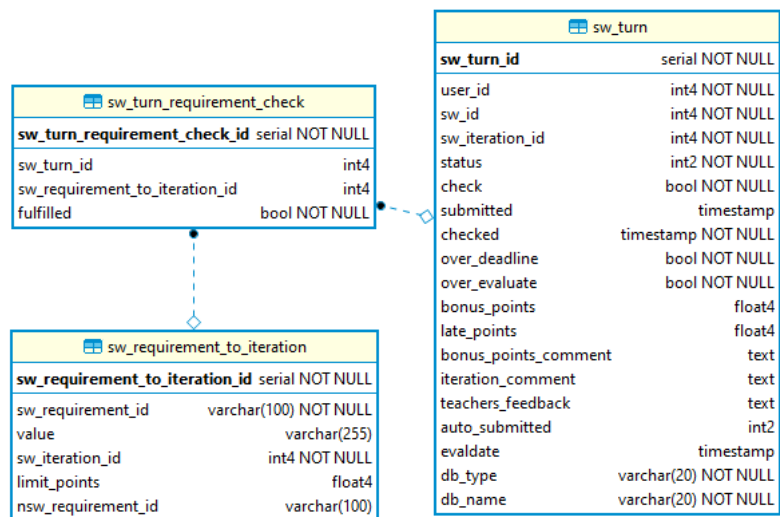 sw_turn
sw_turn_id serial NOT NULL
user_id int4 NOT NULL
sw_id int4 NOT NULL
sw_iteration_id int4 NOT NULL
status int2 NOT NULL
check bool NOT NULL
submitted timestamp
checked timestamp NOT NULL
over_deadline bool NOT NULL
over_evaluate bool NOT NULL
bonus_points float4
late_points float4
bonus_points_comment text
iteration_comment text
teachers_feedback text
auto_submitted int2
evaldate timestamp
db_type varchar(20) NOT NULL
db_name varchar(20) NOT NULL
sw_turn_requirement_check
sw_turn_requirement_check_id serial NOT NULL
sw_turn_id int4
sw_requirement_to_iteration_id int4
fulfilled bool NOT NULL
sw_requirement_to_iteration
sw_requirement_to_iteration_id serial NOT NULL
sw_requirement_id varchar(100) NOT NULL
value varchar(255)
sw_iteration_id int4 NOT NULL
limit_points float4
nsw_requirement_id varchar(100)